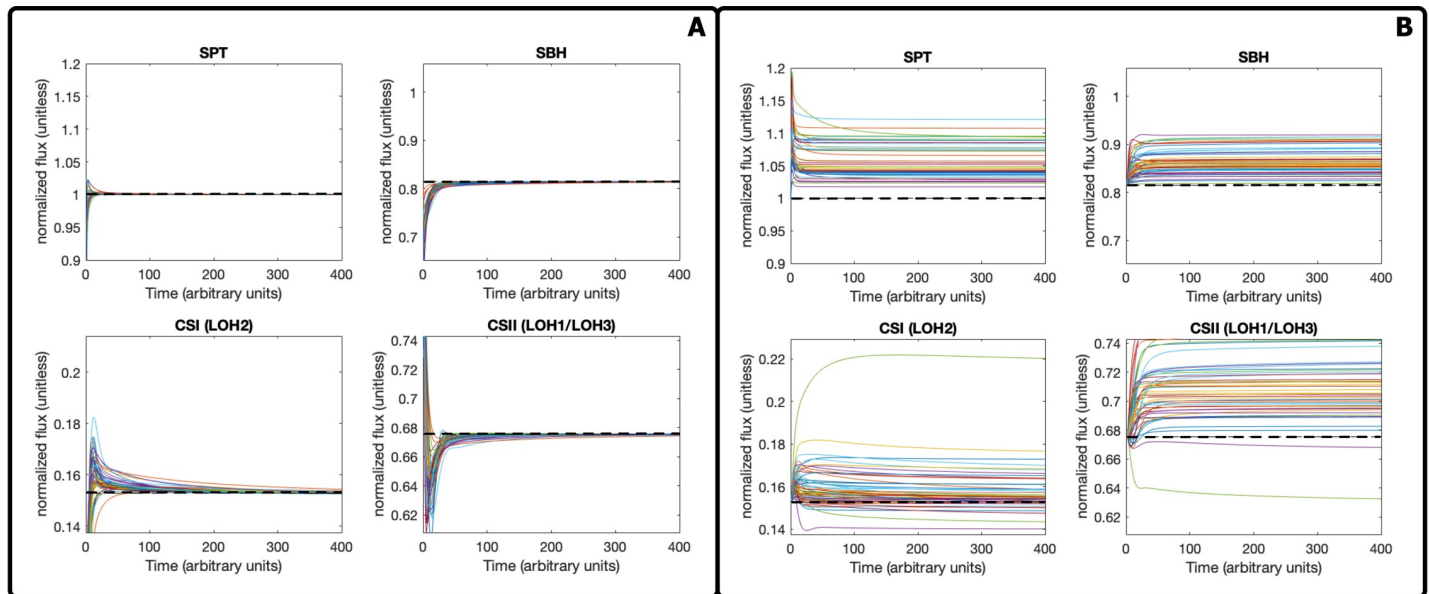 A
SPT
normalized flux (unitless)
1.2
1.15
1.1
1.05
1
0.95
0.9
0 100 200 300 400
Time (arbitrary units)
SBH
normalized flux (unitless)
1
0.9
0.8
0.7
0 100 200 300 400
Time (arbitrary units)
CSI (LOH2)
normalized flux (unitless)
0.2
0.18
0.16
0.14
0 100 200 300 400
Time (arbitrary units)
CSII (LOH1/LOH3)
normalized flux (unitless)
0.74
0.72
0.7
0.68
0.66
0.64
0.62
0 100 200 300 400
Time (arbitrary units)
B
SPT
normalized flux (unitless)
1.2
1.15
1.1
1.05
1
0.95
0.9
0 100 200 300 400
Time (arbitrary units)
SBH
normalized flux (unitless)
1
0.9
0.8
0.7
0 100 200 300 400
Time (arbitrary units)
CSI (LOH2)
normalized flux (unitless)
0.22
0.2
0.18
0.16
0.14
0 100 200 300 400
Time (arbitrary units)
CSII (LOH1/LOH3)
normalized flux (unitless)
0.74
0.72
0.7
0.68
0.66
0.64
0.62
0 100 200 300 400
Time (arbitrary units)